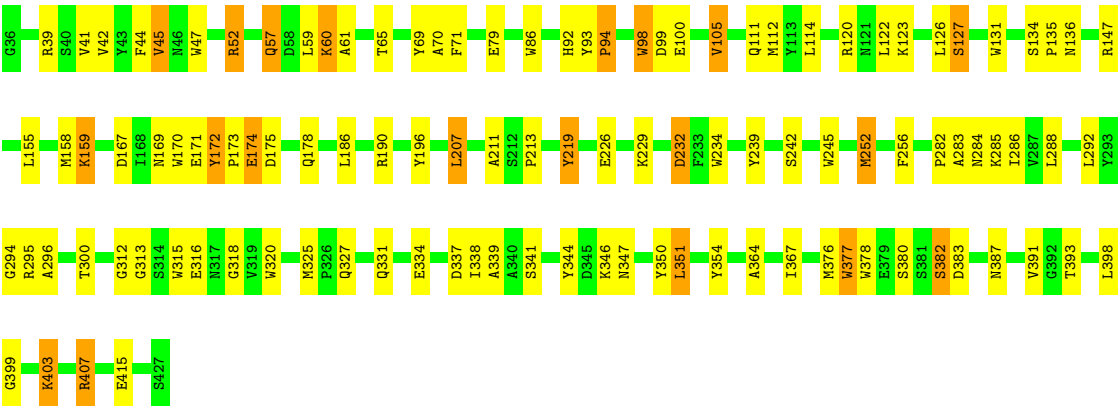 G36 R39 S40 V41 V42 Y43 F44 V45 N46 W47 R52 Q57 D58 L59 K60 A61 T65 Y69 A70 F71 E79 W86 H92 Y93 P94 W98 D99 E100 V105 Q111 M112 Y113 L114 R120 N121 L122 K123 L126 S127 W131 S134 P135 N136 R147
L155 M158 K159 D167 I168 N169 W170 E171 Y172 P173 E174 D175 Q178 L186 R190 Y196 L207 A211 S212 P213 Y219 E226 K229 D232 F233 W234 Y239 S242 W245 M252 F256 P282 A283 N284 K285 I286 V287 L288 L292 Y293
G294 R295 A296 T300 G312 G313 S314 W315 E316 N317 G318 V319 W320 M325 P326 Q327 Q331 E334 D337 I338 A339 A340 S341 Y344 D345 K346 N347 Y350 L351 Y354 A364 I367 M376 W377 W378 E379 S380 S381 S382 D383 N387 V391 G392 T393 L398
G399 K403 R407 E415 S427